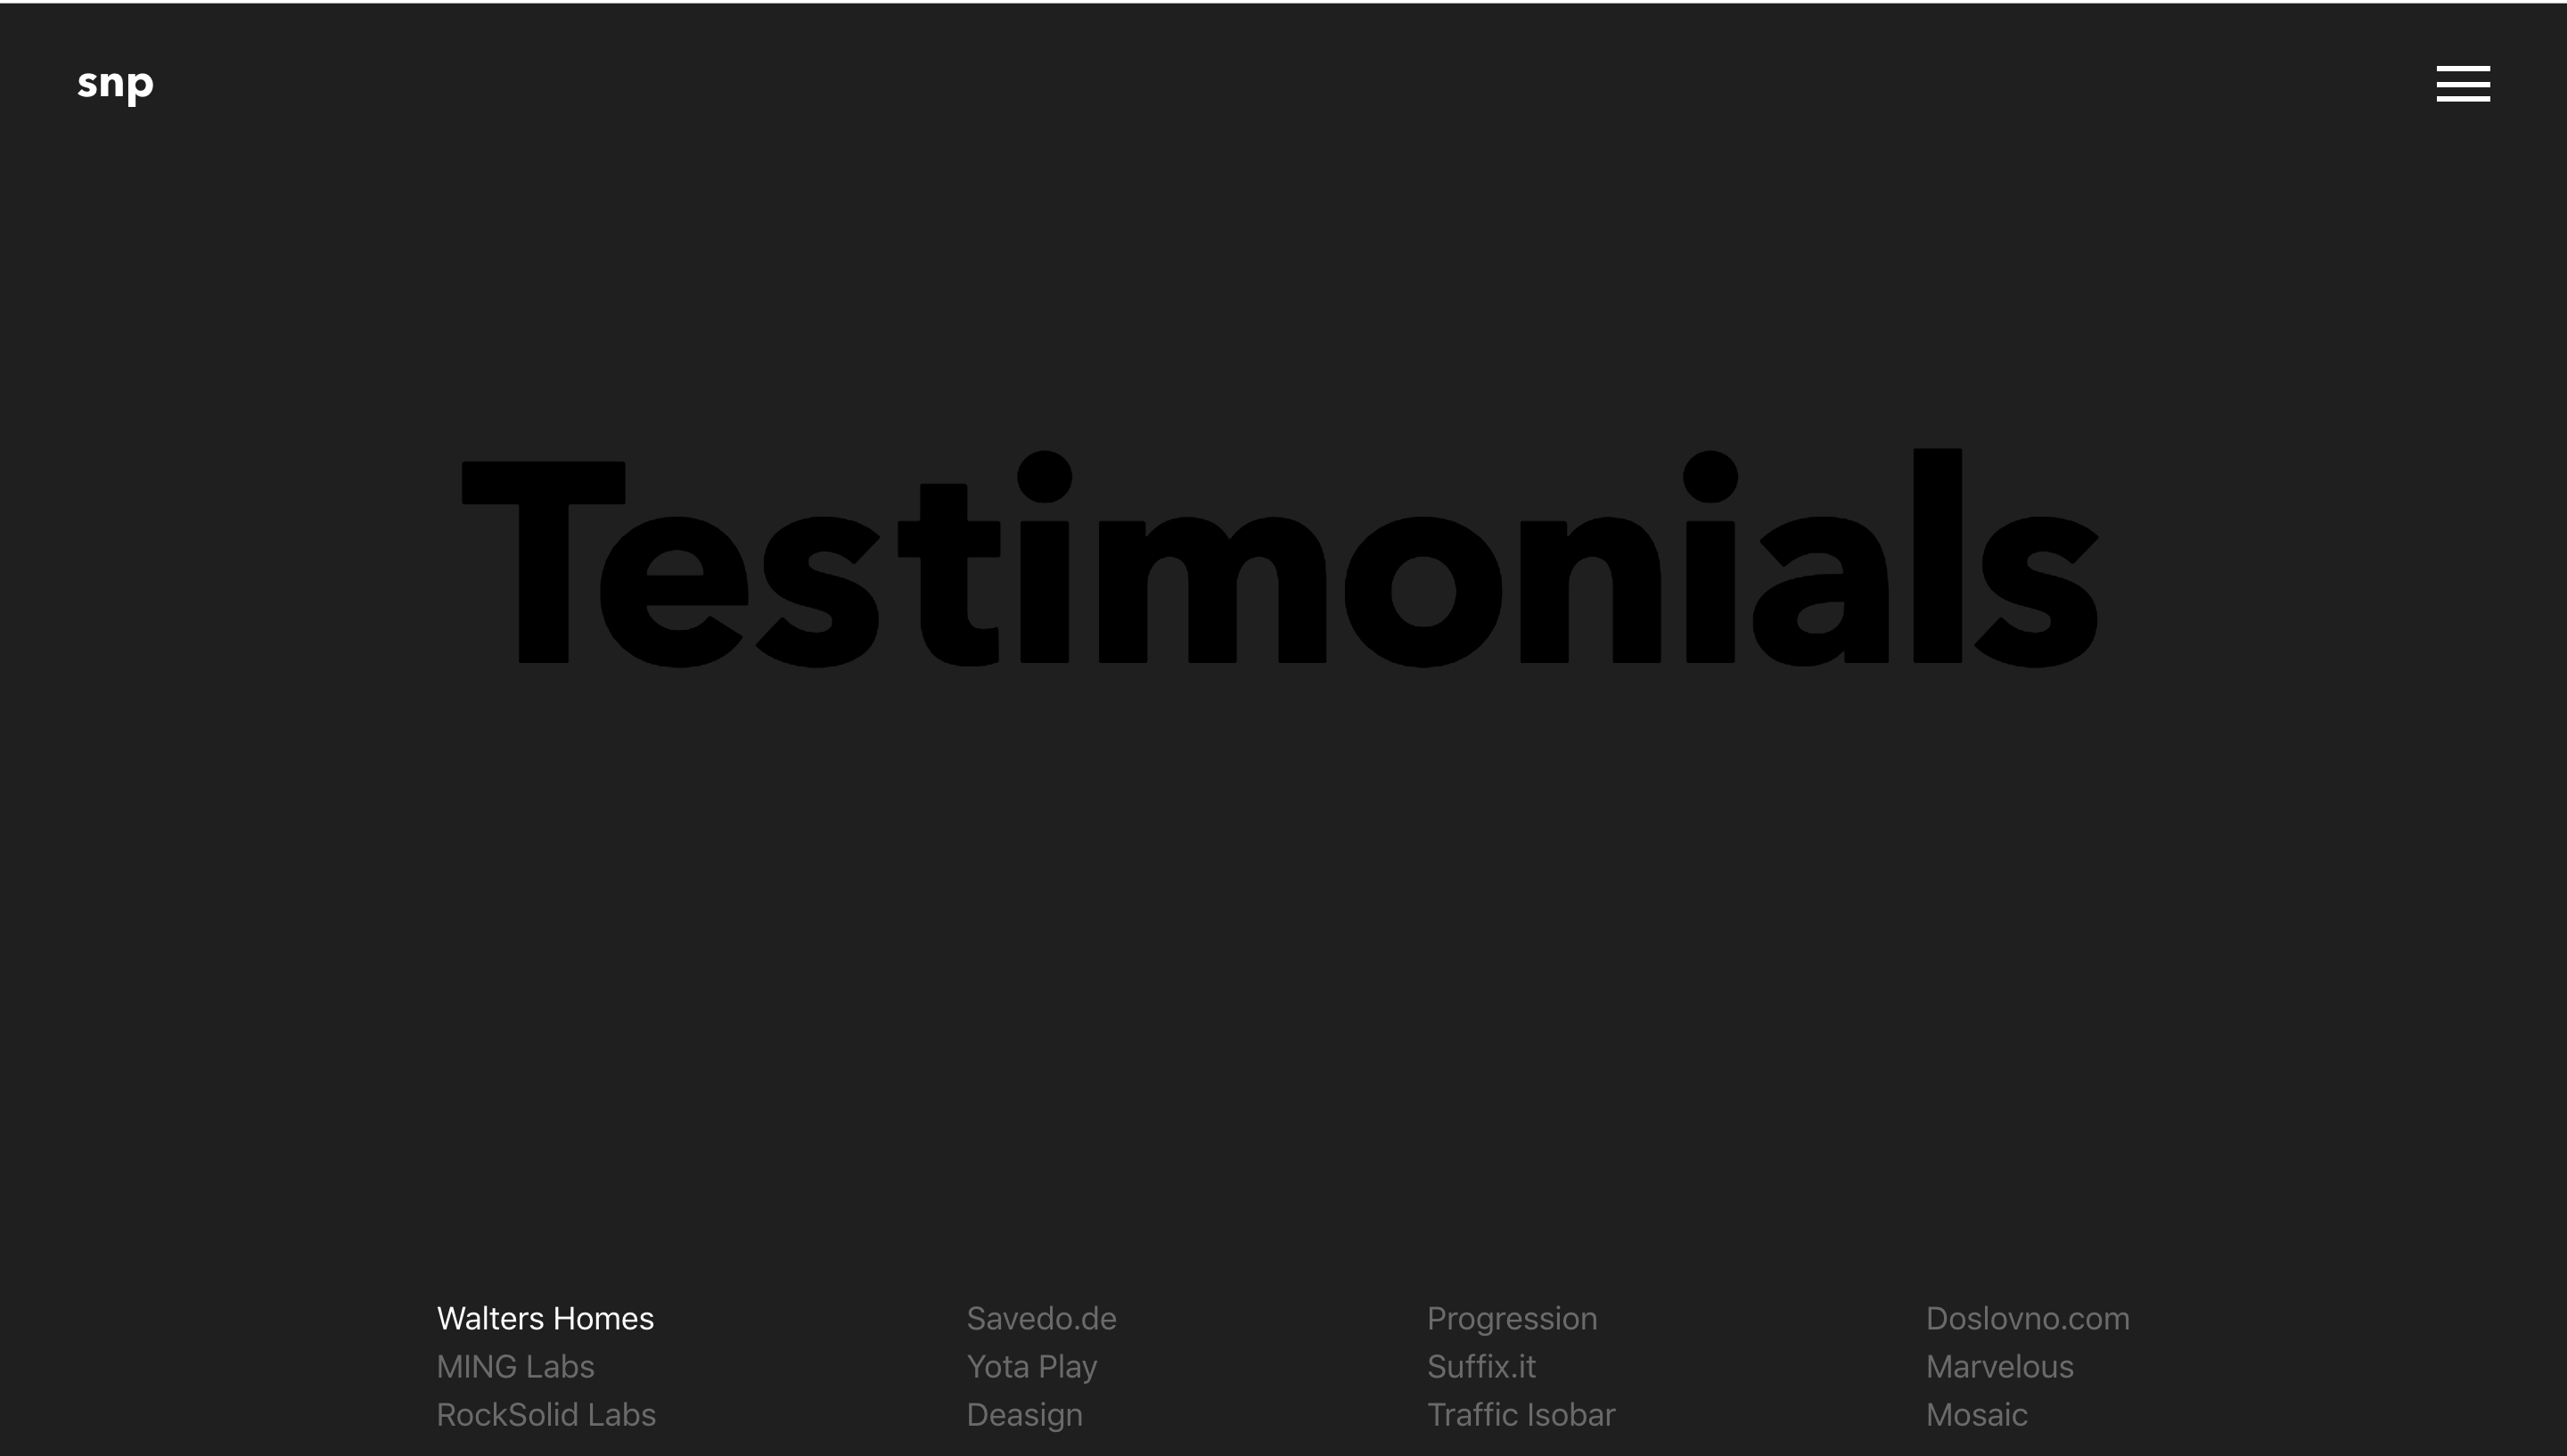 snp
Testimonials
Walters Homes
MING Labs
RockSolid Labs
Savedo.de
Yota Play
Deasign
Progression
Suffix.it
Traffic Isobar
Doslovno.com
Marvelous
Mosaic